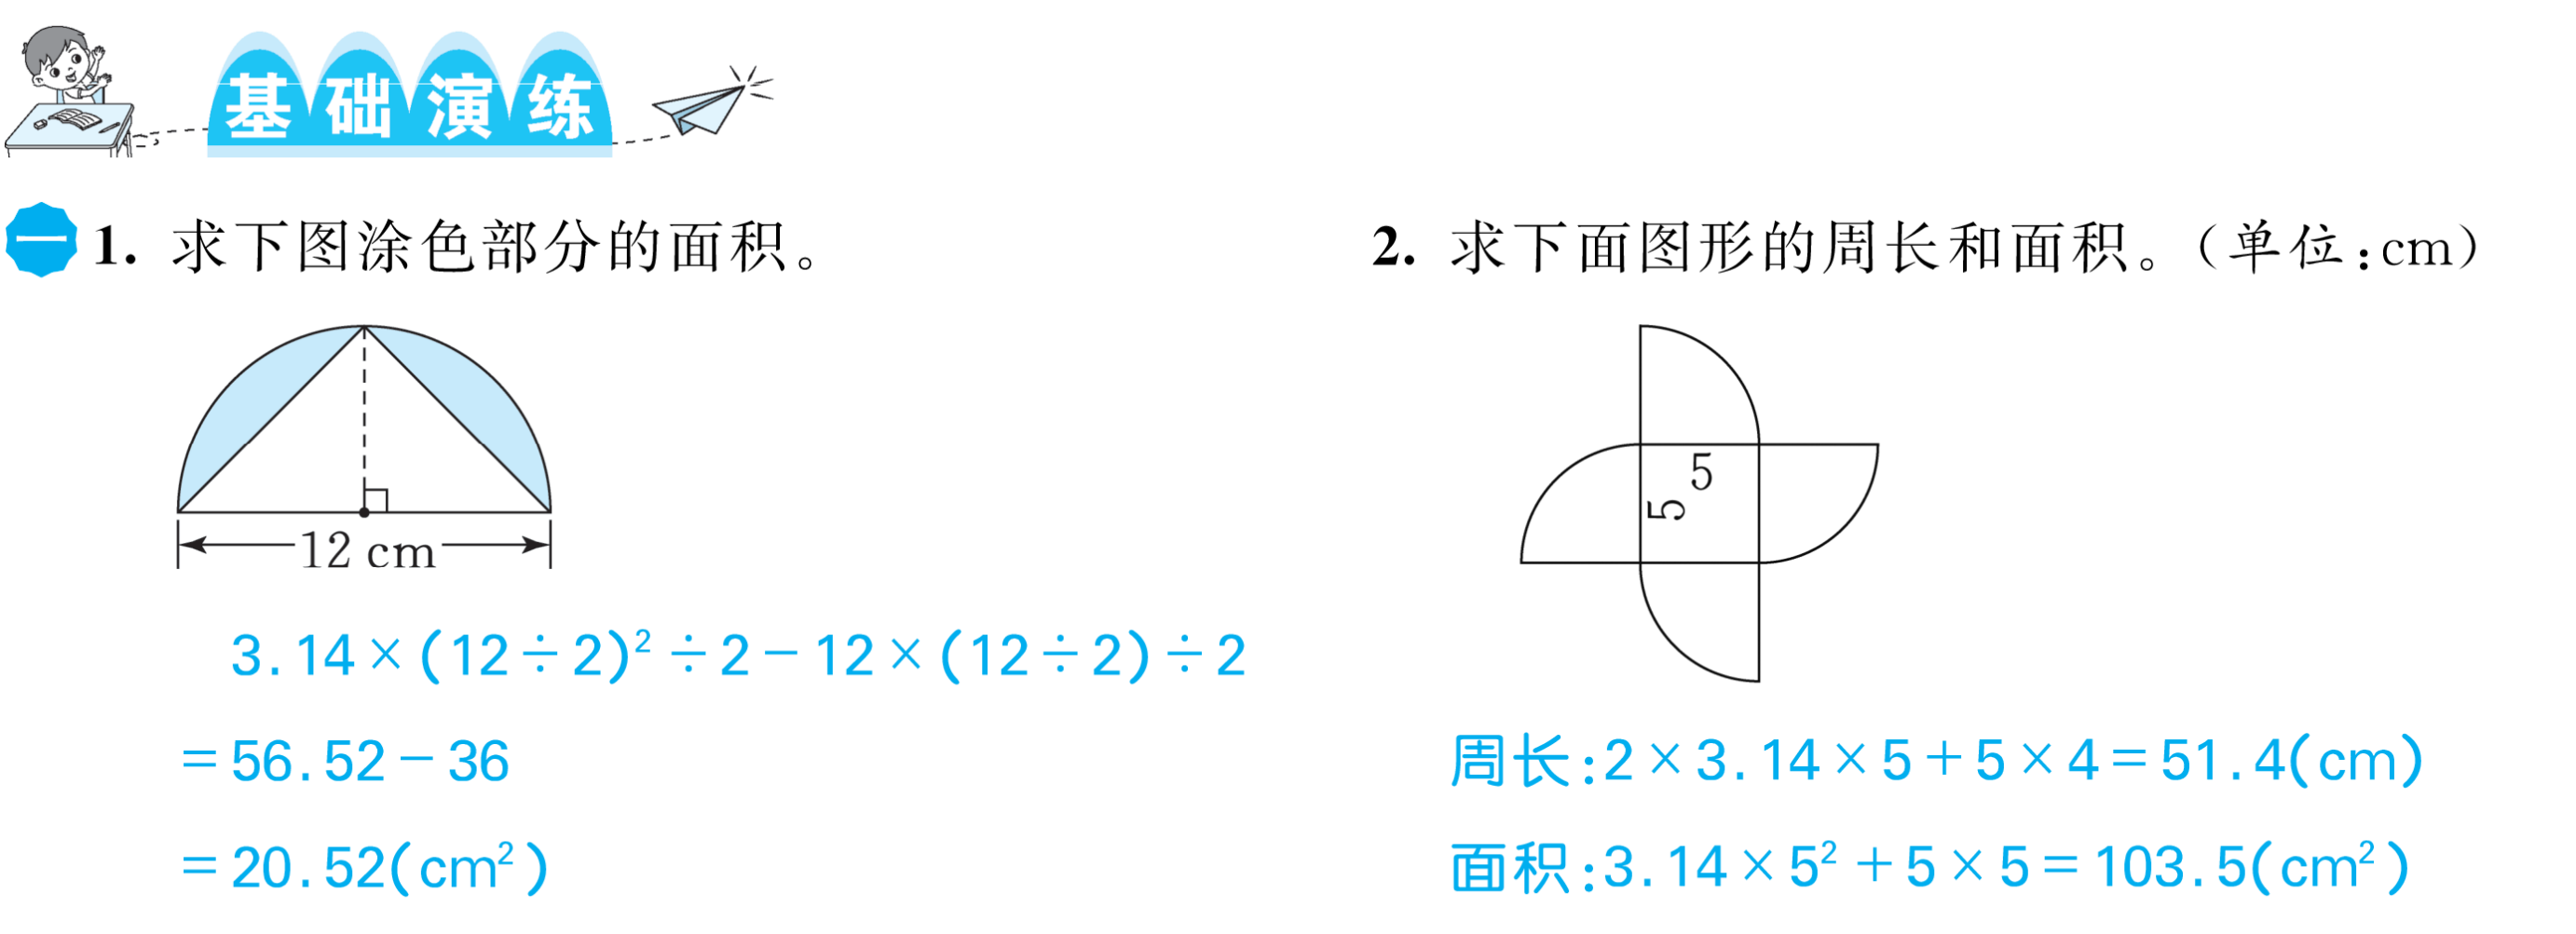 基础演练
一 1. 求下图涂色部分的面积。
12 cm
3.14×(12÷2)²÷2－12×(12÷2)÷2
＝56.52－36
＝20.52(cm²)
2. 求下面图形的周长和面积。(单位:cm)
5
5
周长:2×3.14×5＋5×4＝51.4(cm)
面积:3.14×5²＋5×5＝103.5(cm²)